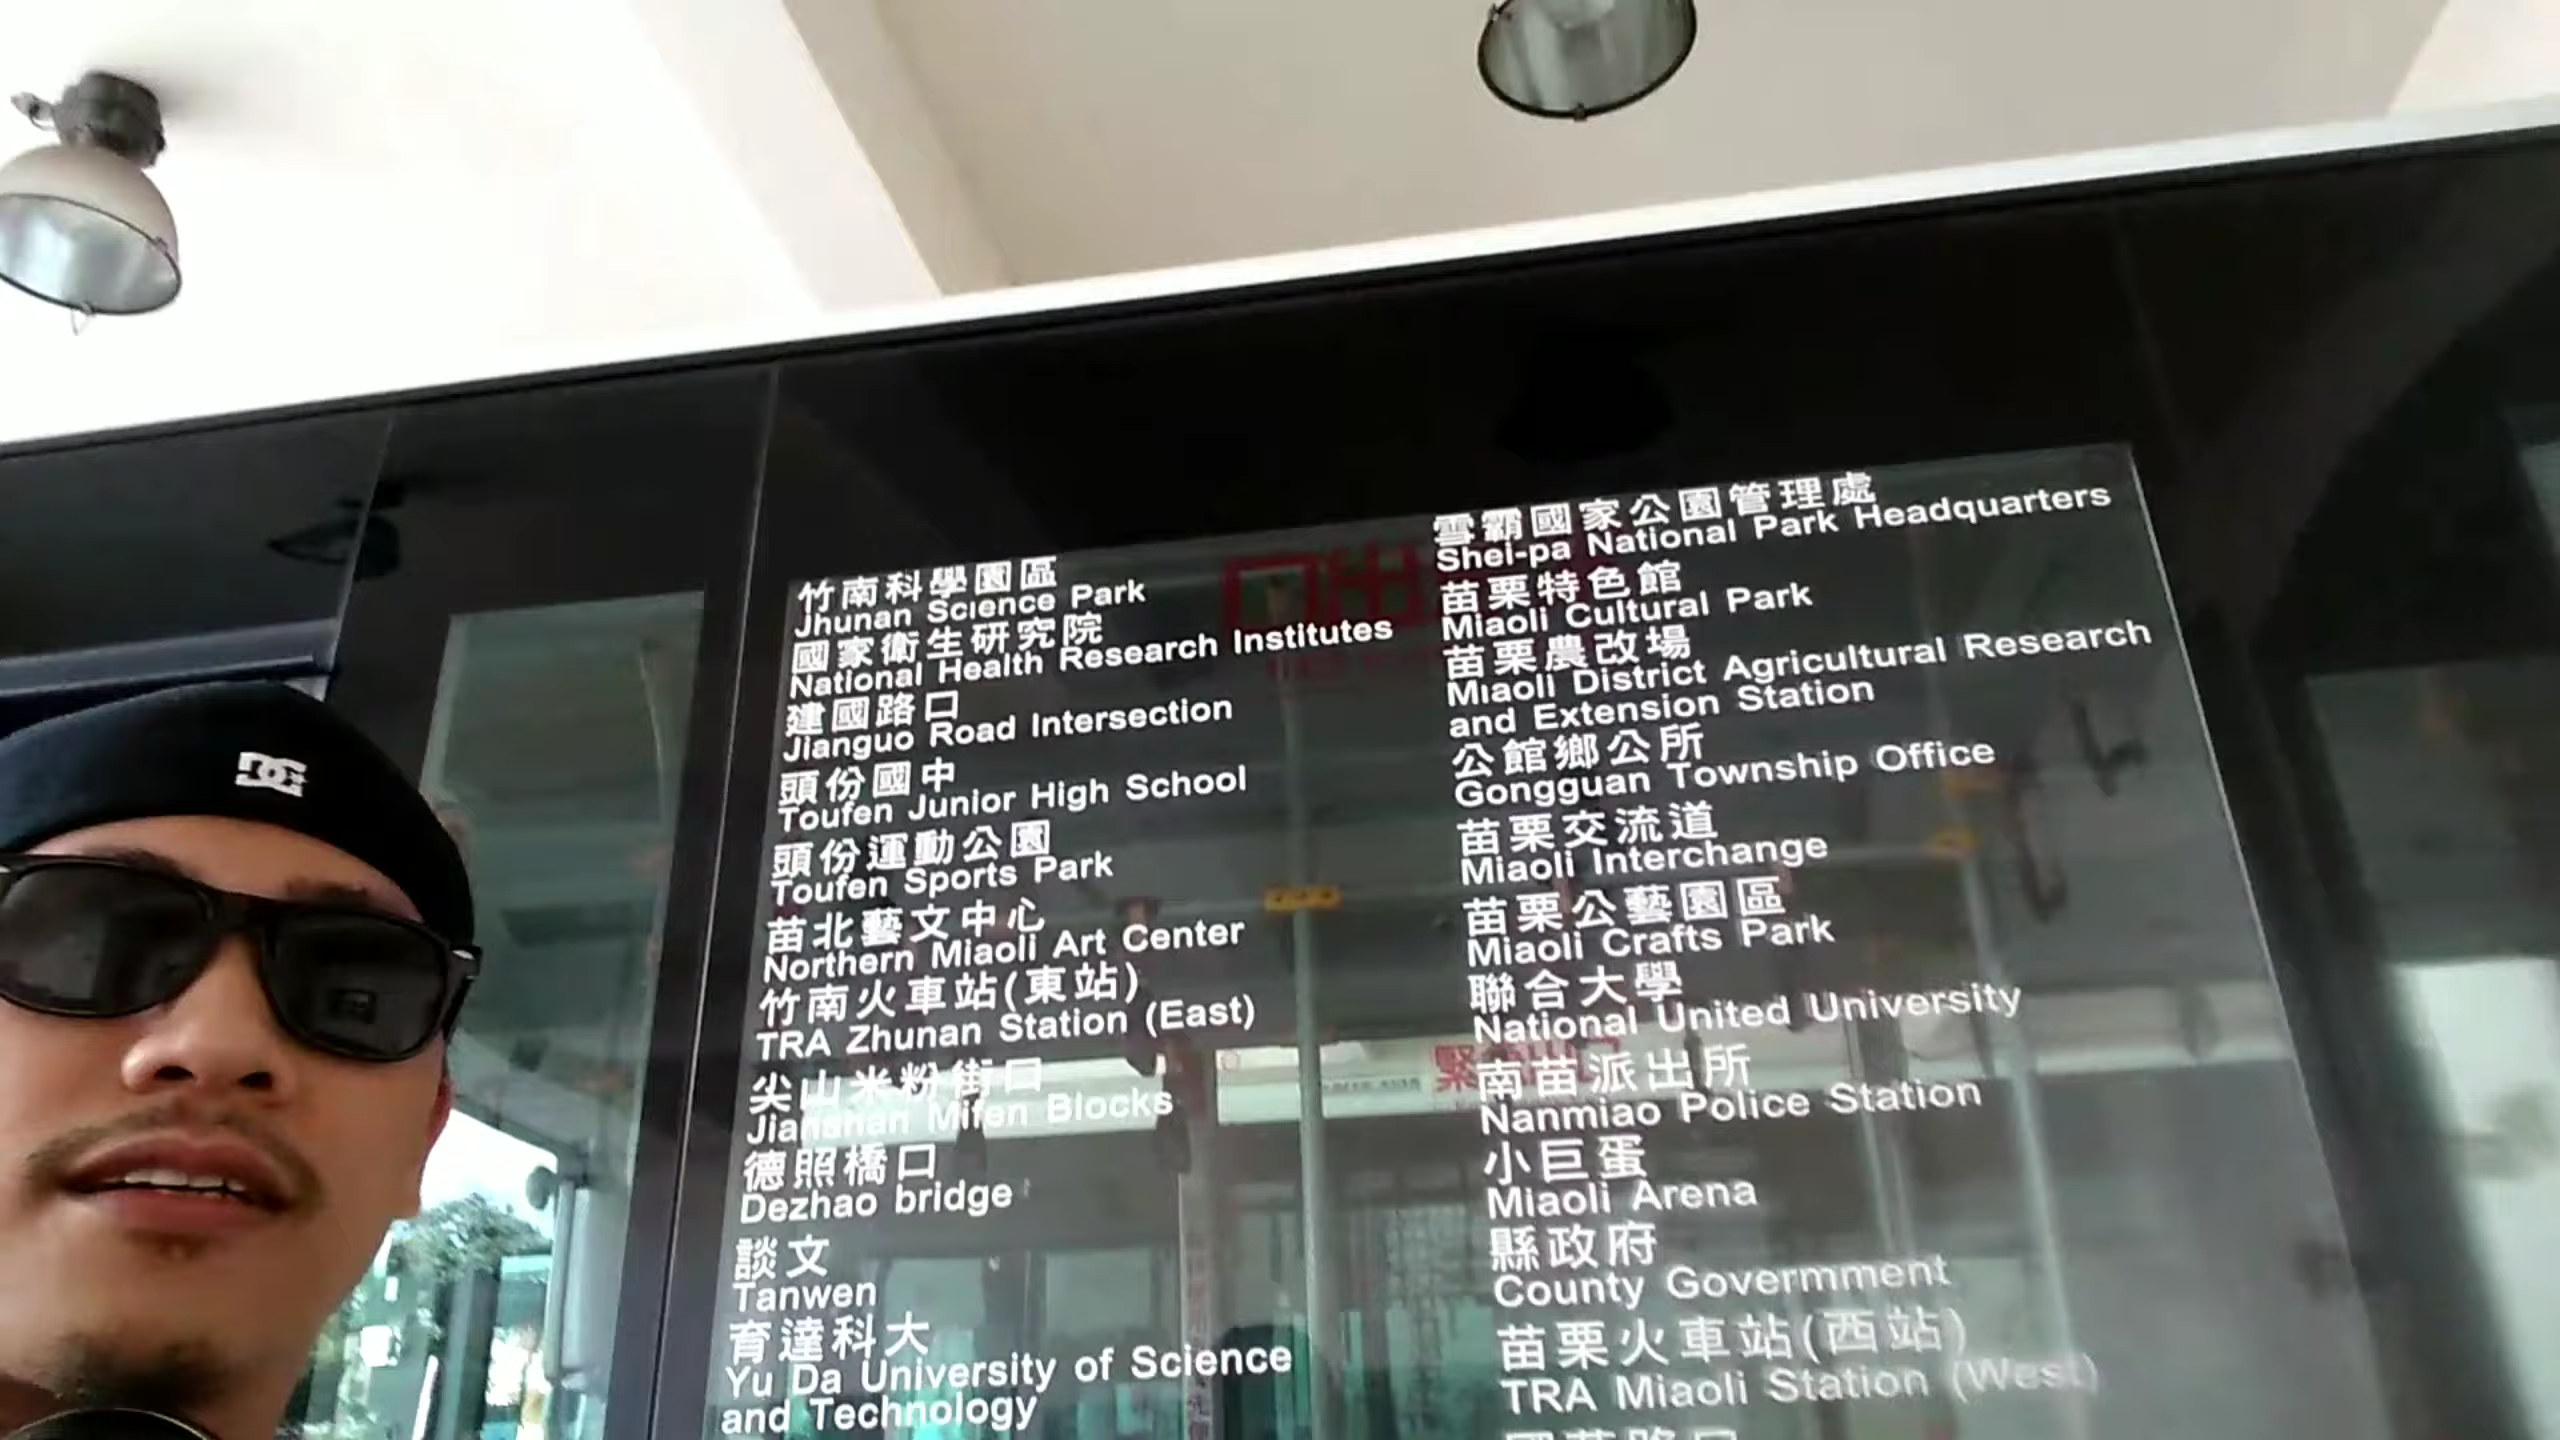 DC
竹南科學園區
Jhunan Science Park
國家衛生研究院
National Health Research Institutes
建國路口
Jianguo Road Intersection
頭份國中
Toufen Junior High School
頭份運動公園
Toufen Sports Park
苗北藝文中心
Northern Miaoli Art Center
竹南火車站(東站)
TRA Zhunan Station (East)
尖山米粉街口
Jianshan Mifen Blocks
德照橋口
Dezhao bridge
談文
Tanwen
育達科大
Yu Da University of Science
and Technology
雪霸國家公園管理處
Shei-pa National Park Headquarters
苗栗特色館
Miaoli Cultural Park
苗栗農改場
Miaoli District Agricultural Research
and Extension Station
公館鄉公所
Gongguan Township Office
苗栗交流道
Miaoli Interchange
苗栗公藝園區
Miaoli Crafts Park
聯合大學
National United University
南苗派出所
Nanmiao Police Station
小巨蛋
Miaoli Arena
縣政府
County Govermment
苗栗火車站(西站)
TRA Miaoli Station (West)